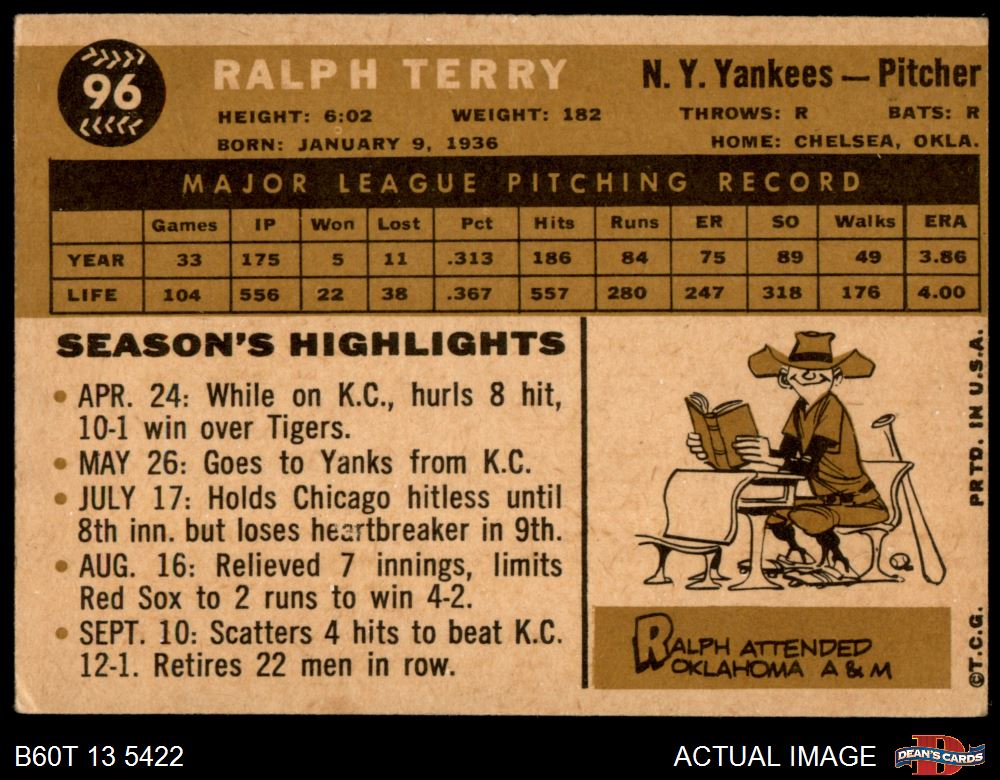 96
RALPH TERRY
N. Y. Yankees — Pitcher
HEIGHT: 6:02 WEIGHT: 182 THROWS: R BATS: R
BORN: JANUARY 9, 1936 HOME: CHELSEA, OKLA.
MAJOR LEAGUE PITCHING RECORD
Games IP Won Lost Pct Hits Runs ER SO Walks ERA
YEAR 33 175 5 11 .313 186 84 75 89 49 3.86
LIFE 104 556 22 38 .367 557 280 247 318 176 4.00
SEASON'S HIGHLIGHTS
• APR. 24: While on K.C., hurls 8 hit,
10-1 win over Tigers.
• MAY 26: Goes to Yanks from K.C.
• JULY 17: Holds Chicago hitless until
8th inn. but loses heartbreaker in 9th.
• AUG. 16: Relieved 7 innings, limits
Red Sox to 2 runs to win 4-2.
• SEPT. 10: Scatters 4 hits to beat K.C.
12-1. Retires 22 men in row.
RALPH ATTENDED
OKLAHOMA A & M
©T.C.G. PRTD. IN U.S.A.
B60T 13 5422
ACTUAL IMAGE
D
DEAN'S CARDS